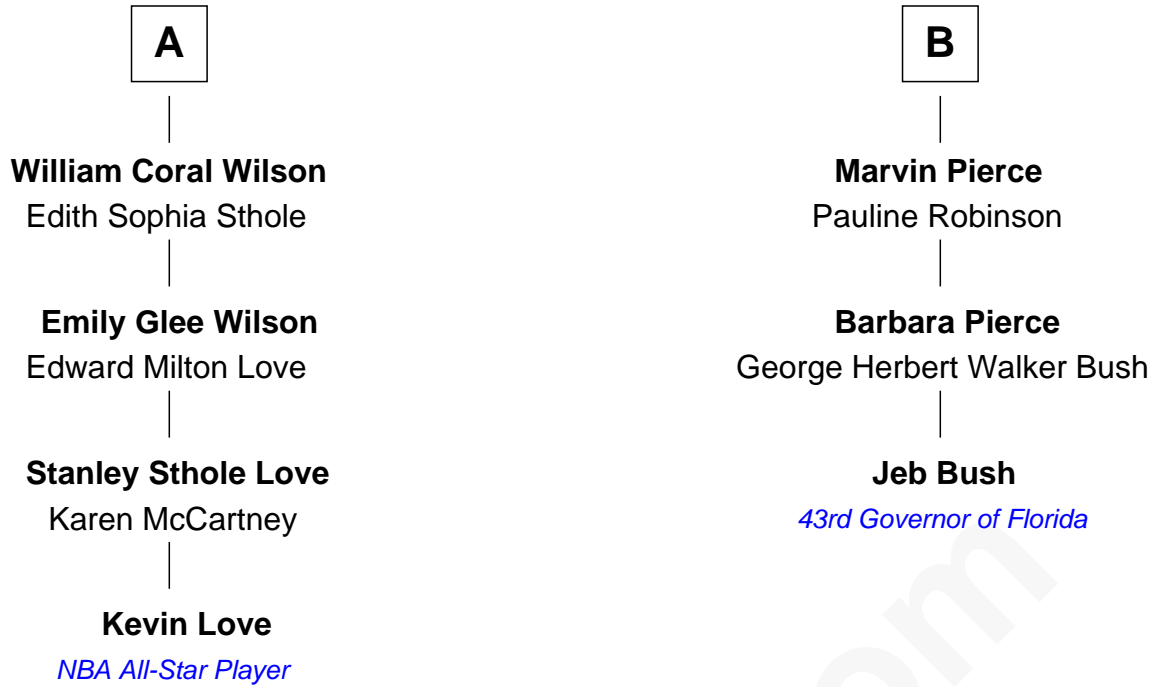 A
William Coral Wilson
Edith Sophia Sthole
Emily Glee Wilson
Edward Milton Love
Stanley Sthole Love
Karen McCartney
Kevin Love
NBA All-Star Player
B
Marvin Pierce
Pauline Robinson
Barbara Pierce
George Herbert Walker Bush
Jeb Bush
43rd Governor of Florida
om